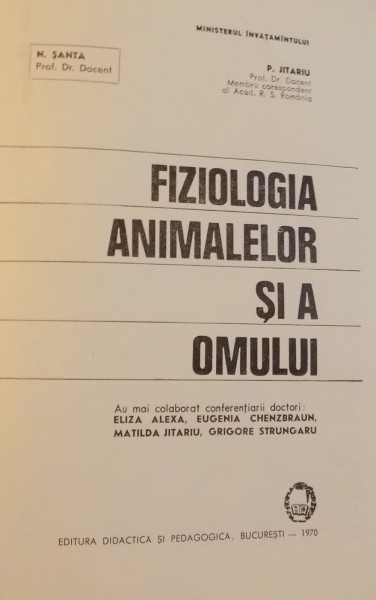 MINISTERUL ÎNVĂȚĂMÎNTULUI
N. ȘANTA
Prof. Dr. Docent
P. JITARIU
Prof. Dr. Docent
Membru corespondent
al Acad. R. S. România
FIZIOLOGIA
ANIMALELOR
ȘI A
OMULUI
Au mai colaborat conferențiarii doctori:
ELIZA ALEXA, EUGENIA CHENZBRAUN,
MATILDA JITARIU, GRIGORE STRUNGARU
EDITURA DIDACTICĂ ȘI PEDAGOGICĂ, BUCUREȘTI — 1970